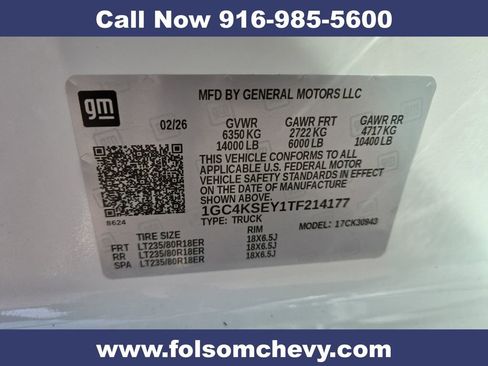 Call Now 916-985-5600
gm
MFD BY GENERAL MOTORS LLC
02/26 GVWR GAWR FRT GAWR RR
6350 KG 2722 KG 4717 KG
14000 LB 6000 LB 10400 LB
THIS VEHICLE CONFORMS TO ALL
APPLICABLE U.S. FEDERAL MOTOR
VEHICLE SAFETY STANDARDS IN
EFFECT ON THE DATE OF
MANUFACTURE SHOWN ABOVE.
1GC4KSEY1TF214177
TYPE: TRUCK MODEL: 17CK30943
8624
TIRE SIZE RIM
FRT LT235/80R18ER 18X6.5J
RR LT235/80R18ER 18X6.5J
SPA LT235/80R18ER 18X6.5J
www.folsomchevy.com